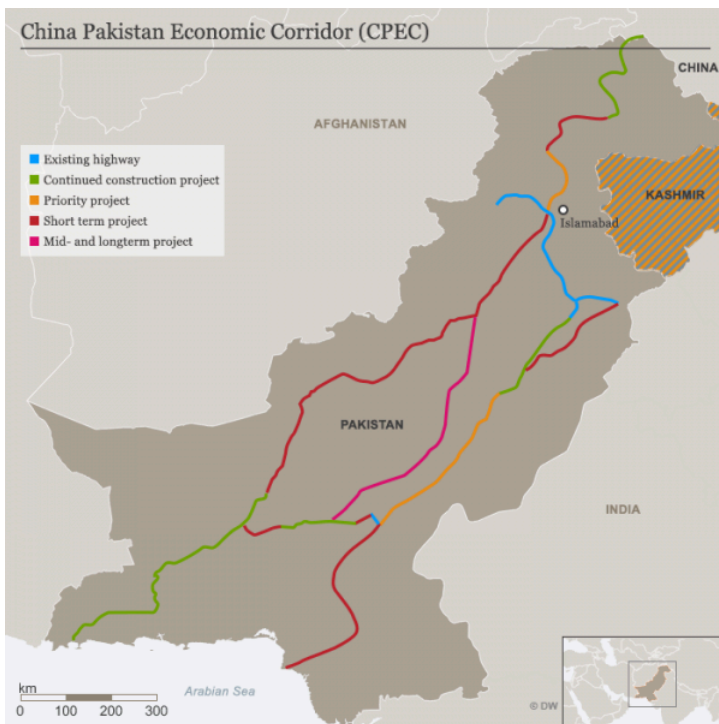 China Pakistan Economic Corridor (CPEC)
CHINA
AFGHANISTAN
Existing highway
Continued construction project
Priority project
Short term project
Mid- and longterm project
KASHMIR
Islamabad
PAKISTAN
INDIA
km
0 100 200 300
Arabian Sea
© DW